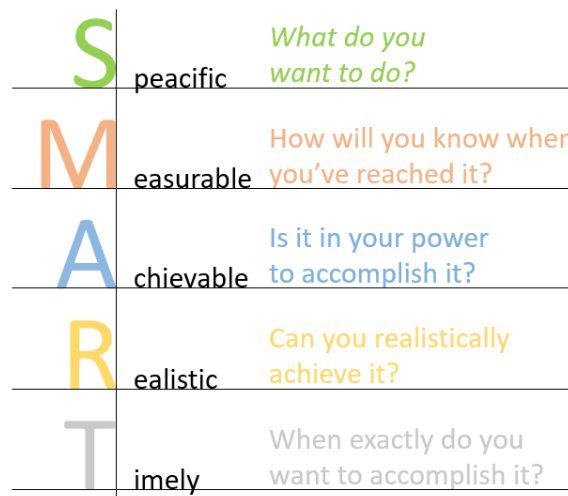 What do you
S peacific want to do?
How will you know when
M easurable you've reached it?
Is it in your power
A chievable to accomplish it?
Can you realistically
R ealistic achieve it?
When exactly do you
T imely want to accomplish it?